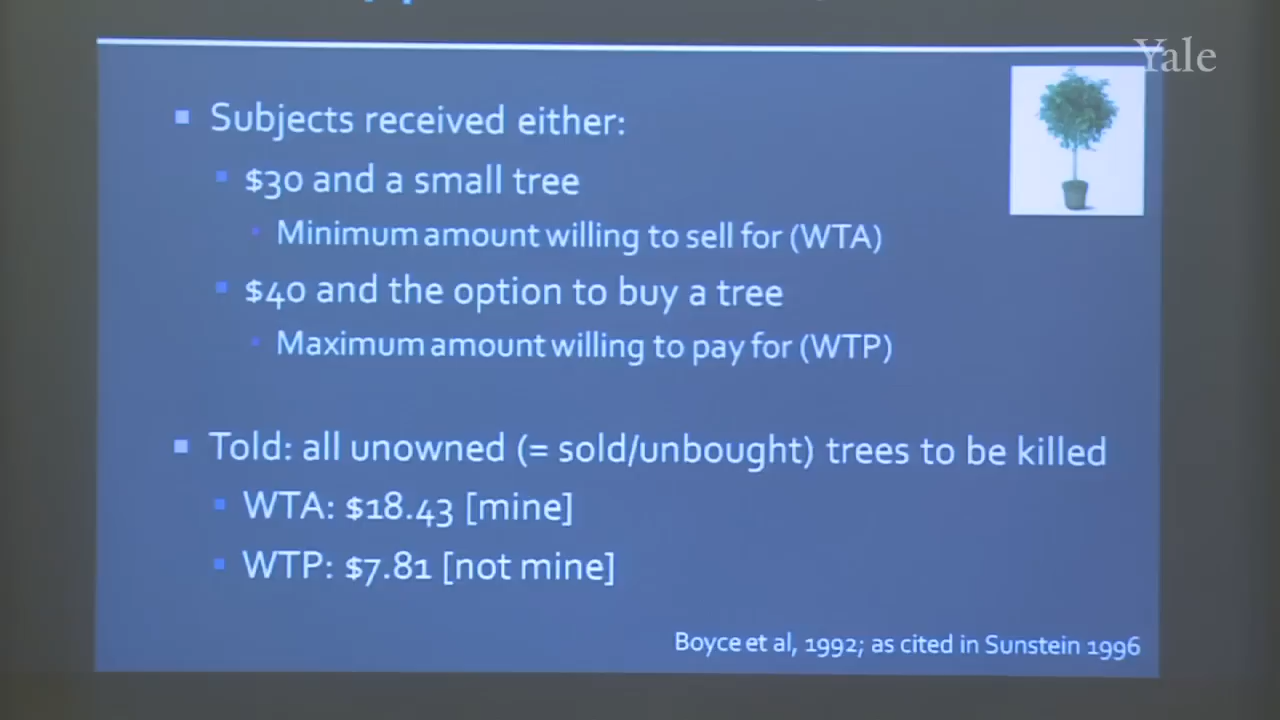 Yale
Subjects received either:
$30 and a small tree
Minimum amount willing to sell for (WTA)
$40 and the option to buy a tree
Maximum amount willing to pay for (WTP)
Told: all unowned (= sold/unbought) trees to be killed
WTA: $18.43 [mine]
WTP: $7.81 [not mine]
Boyce et al, 1992; as cited in Sunstein 1996